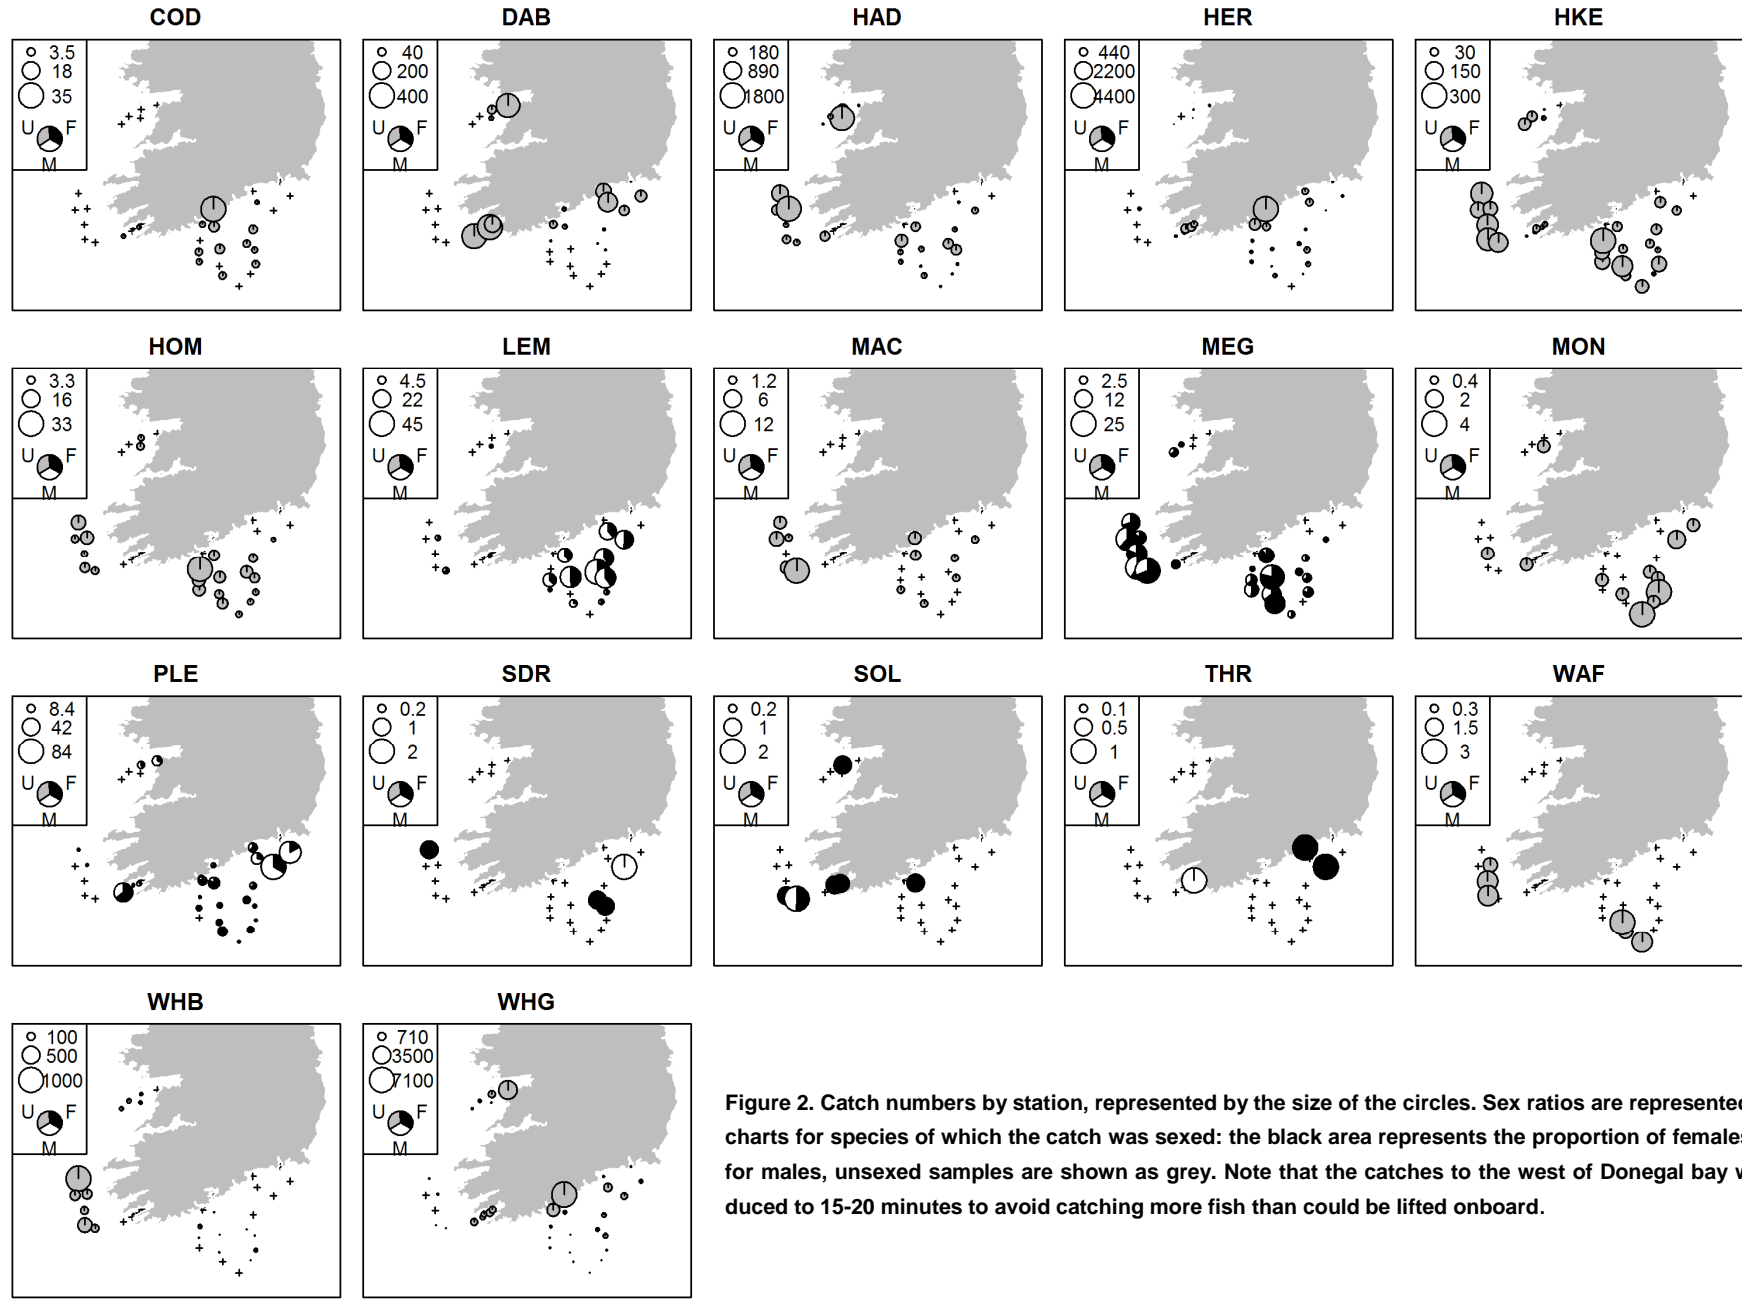 COD DAB HAD HER HKE
3.5 40 180 440 30
18 200 890 2200 150
35 400 1800 4400 300
U F U F U F U F U F
M M M M M
HOM LEM MAC MEG MON
3.3 4.5 1.2 2.5 0.4
16 22 6 12 2
33 45 12 25 4
U F U F U F U F U F
M M M M M
PLE SDR SOL THR WAF
8.4 0.2 0.2 0.1 0.3
42 1 1 0.5 1.5
84 2 2 1 3
U F U F U F U F U F
M M M M M
WHB WHG
100 710
500 3500
1000 7100
U F U F
M M
Figure 2. Catch numbers by station, represented by the size of the circles. Sex ratios are represented
charts for species of which the catch was sexed: the black area represents the proportion of females
for males, unsexed samples are shown as grey. Note that the catches to the west of Donegal bay w
duced to 15-20 minutes to avoid catching more fish than could be lifted onboard.